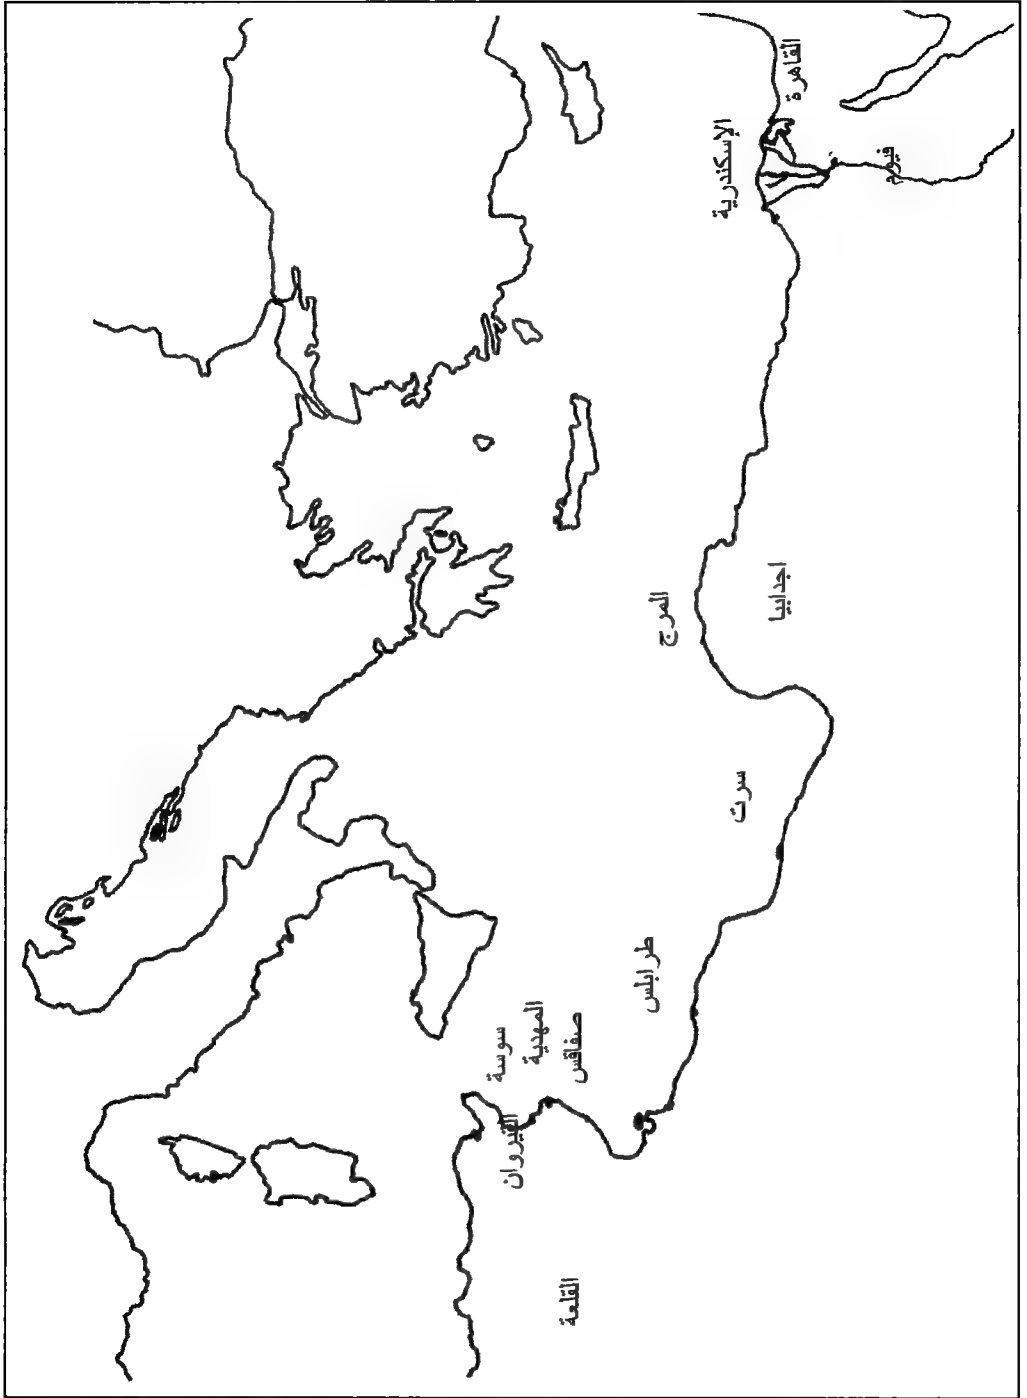 القاهرة
الإسكندرية
فيوم
اجدابيا
المرج
سرت
طرابلس
المهدية
صفاقس
سوسة
القيروان
القلعة